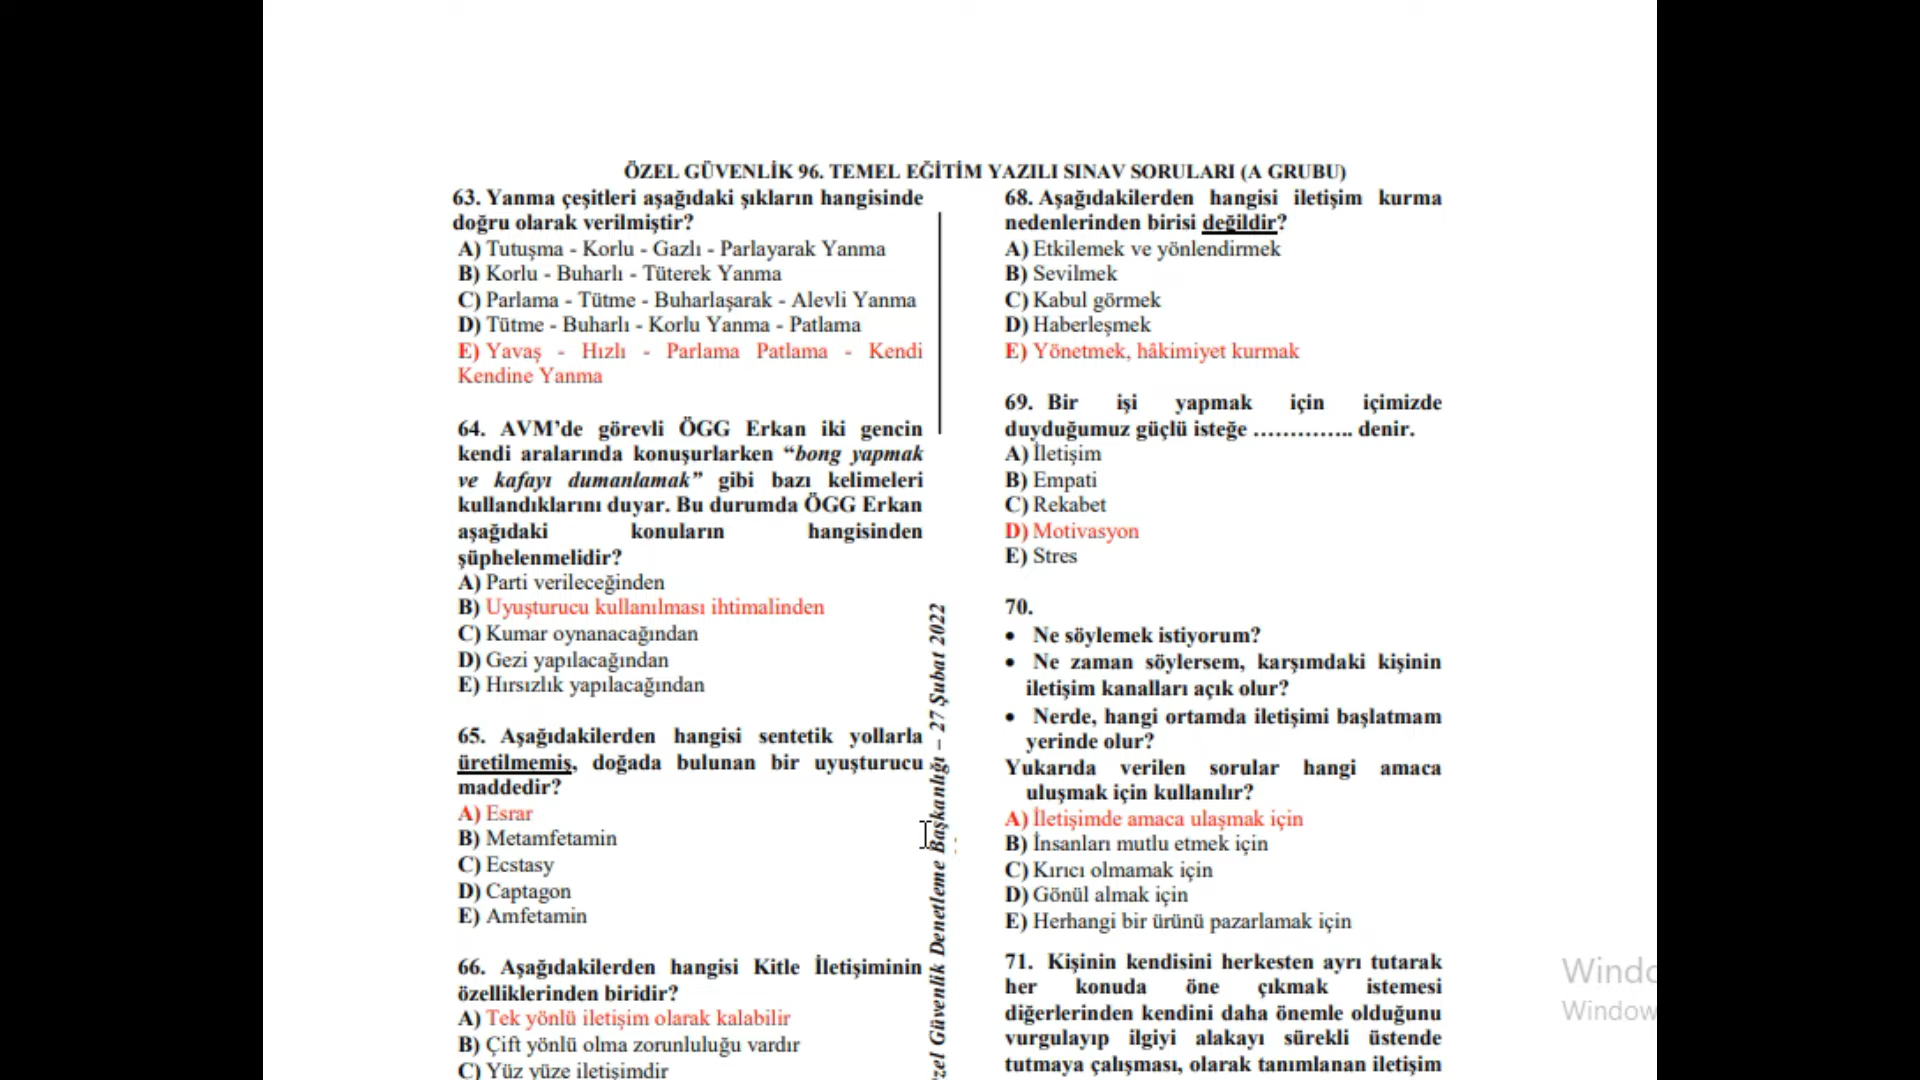 ÖZEL GÜVENLİK 96. TEMEL EĞİTİM YAZILI SINAV SORULARI (A GRUBU)
63. Yanma çeşitleri aşağıdaki şıkların hangisinde
doğru olarak verilmiştir?
A) Tutuşma - Korlu - Gazlı - Parlayarak Yanma
B) Korlu - Buharlı - Tüterek Yanma
C) Parlama - Tütme - Buharlaşarak - Alevli Yanma
D) Tütme - Buharlı - Korlu Yanma - Patlama
E) Yavaş - Hızlı - Parlama Patlama - Kendi
Kendine Yanma
64. AVM’de görevli ÖGG Erkan iki gencin
kendi aralarında konuşurlarken “bong yapmak
ve kafayı dumanlamak” gibi bazı kelimeleri
kullandıklarını duyar. Bu durumda ÖGG Erkan
aşağıdaki konuların hangisinden
şüphelenmelidir?
A) Parti verileceğinden
B) Uyuşturucu kullanılması ihtimalinden
C) Kumar oynanacağından
D) Gezi yapılacağından
E) Hırsızlık yapılacağından
65. Aşağıdakilerden hangisi sentetik yollarla
üretilmemiş, doğada bulunan bir uyuşturucu
maddedir?
A) Esrar
B) Metamfetamin
C) Ecstasy
D) Captagon
E) Amfetamin
66. Aşağıdakilerden hangisi Kitle İletişiminin
özelliklerinden biridir?
A) Tek yönlü iletişim olarak kalabilir
B) Çift yönlü olma zorunluluğu vardır
C) Yüz yüze iletişimdir
Güvenlik Denetleme Başkanlığı – 27 Şubat 2022
68. Aşağıdakilerden hangisi iletişim kurma
nedenlerinden birisi değildir?
A) Etkilemek ve yönlendirmek
B) Sevilmek
C) Kabul görmek
D) Haberleşmek
E) Yönetmek, hâkimiyet kurmak
69. Bir işi yapmak için içimizde
duyduğumuz güçlü isteğe ………….. denir.
A) İletişim
B) Empati
C) Rekabet
D) Motivasyon
E) Stres
70.
• Ne söylemek istiyorum?
• Ne zaman söylersem, karşımdaki kişinin
iletişim kanalları açık olur?
• Nerde, hangi ortamda iletişimi başlatmam
yerinde olur?
Yukarıda verilen sorular hangi amaca
uluşmak için kullanılır?
A) İletişimde amaca ulaşmak için
B) İnsanları mutlu etmek için
C) Kırıcı olmamak için
D) Gönül almak için
E) Herhangi bir ürünü pazarlamak için
71. Kişinin kendisini herkesten ayrı tutarak
her konuda öne çıkmak istemesi
diğerlerinden kendini daha önemle olduğunu
vurgulayıp ilgiyi alakayı sürekli üstende
tutmaya çalışması, olarak tanımlanan iletişim
Window